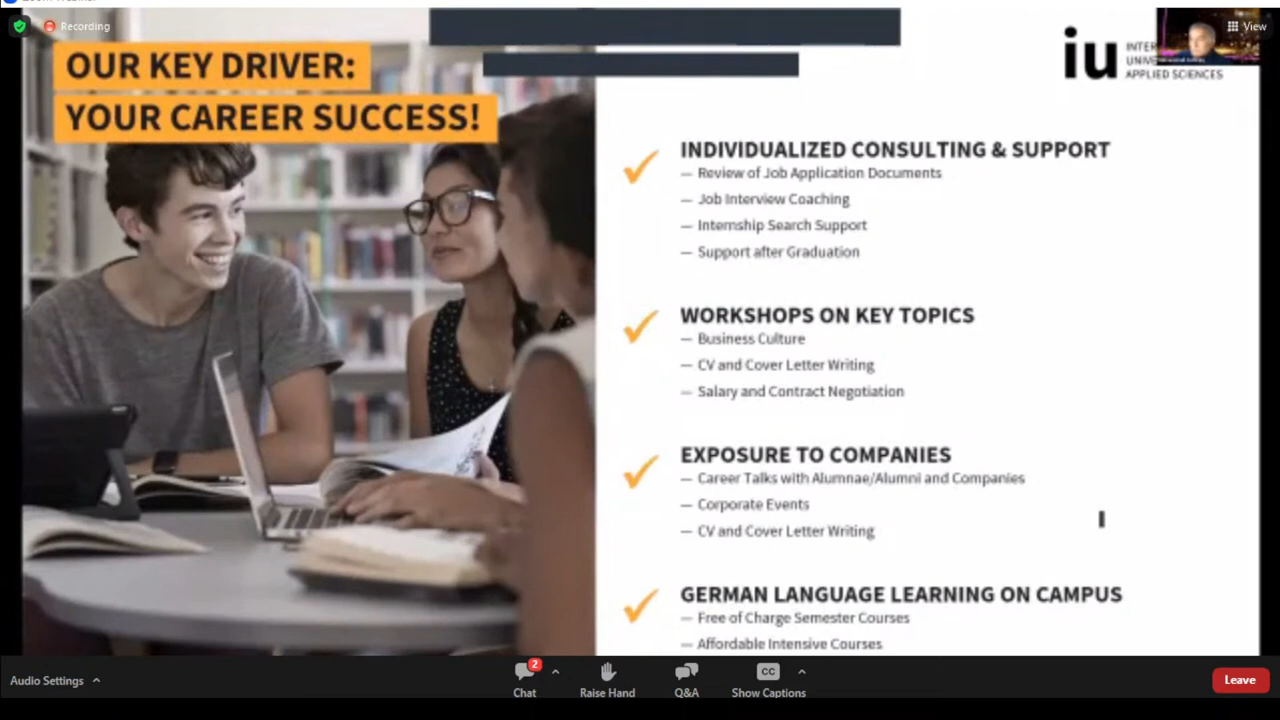 Recording
View
OUR KEY DRIVER:
YOUR CAREER SUCCESS!
iu
INTER
UNIVE
APPLIED SCIENCES
INDIVIDUALIZED CONSULTING & SUPPORT
— Review of Job Application Documents
— Job Interview Coaching
— Internship Search Support
— Support after Graduation
WORKSHOPS ON KEY TOPICS
— Business Culture
— CV and Cover Letter Writing
— Salary and Contract Negotiation
EXPOSURE TO COMPANIES
— Career Talks with Alumnae/Alumni and Companies
— Corporate Events
— CV and Cover Letter Writing
GERMAN LANGUAGE LEARNING ON CAMPUS
— Free of Charge Semester Courses
— Affordable Intensive Courses
Audio Settings
2
Chat
Raise Hand
Q&A
CC
Show Captions
Leave